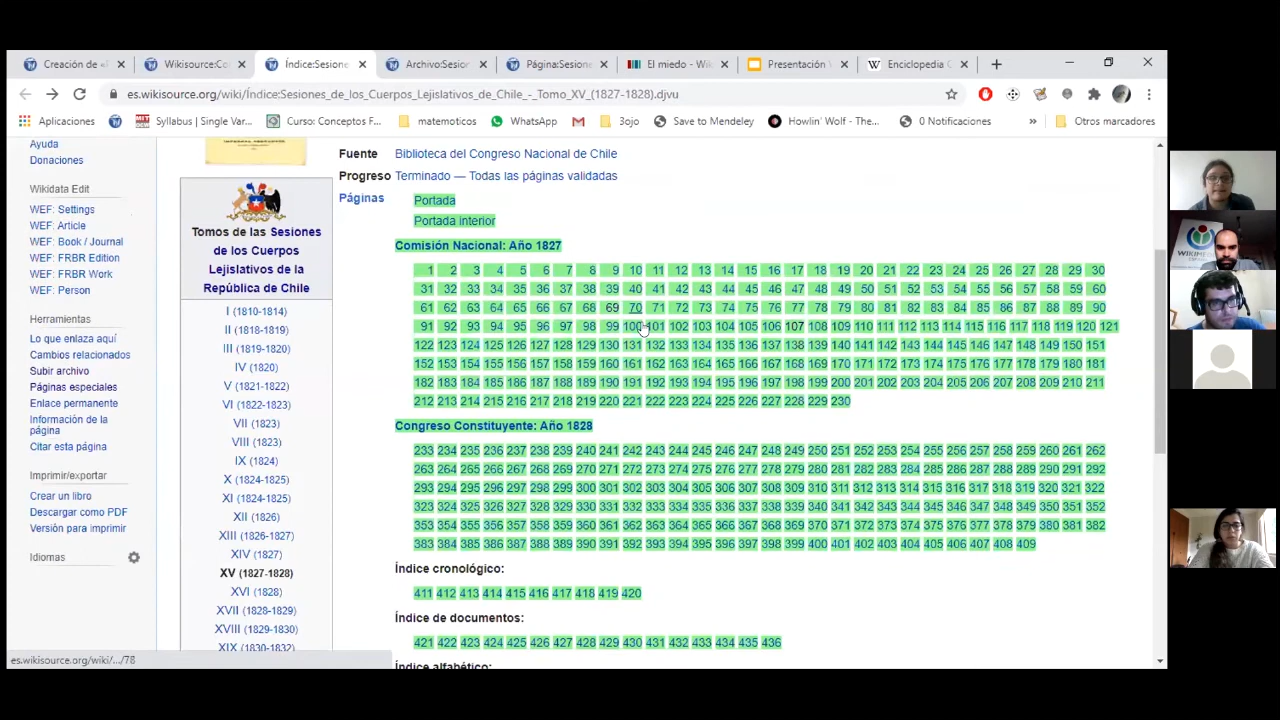 Creación de «
Wikisource:Co
Índice:Sesione
Archivo:Sesion
Página:Sesione
El miedo - Wik
Presentación
Enciclopedia
es.wikisource.org/wiki/Índice:Sesiones_de_los_Cuerpos_Lejislativos_de_Chile_-_Tomo_XV_(1827-1828).djvu
Aplicaciones
Syllabus | Single Var...
Curso: Conceptos F...
matemoticos
WhatsApp
3ojo
Save to Mendeley
Howlin' Wolf - The...
0 Notificaciones
»
Otros marcadores
Ayuda
Donaciones
Wikidata Edit
WEF: Settings
WEF: Article
WEF: Book / Journal
WEF: FRBR Edition
WEF: FRBR Work
WEF: Person
Herramientas
Lo que enlaza aquí
Cambios relacionados
Subir archivo
Páginas especiales
Enlace permanente
Información de la
página
Citar esta página
Imprimir/exportar
Crear un libro
Descargar como PDF
Versión para imprimir
Idiomas
es.wikisource.org/wiki/.../78
Tomos de las Sesiones
de los Cuerpos
Lejislativos de la
República de Chile
I (1810-1814)
II (1818-1819)
III (1819-1820)
IV (1820)
V (1821-1822)
VI (1822-1823)
VII (1823)
VIII (1823)
IX (1824)
X (1824-1825)
XI (1824-1825)
XII (1826)
XIII (1826-1827)
XIV (1827)
XV (1827-1828)
XVI (1828)
XVII (1828-1829)
XVIII (1829-1830)
XIX (1830-1832)
Fuente Biblioteca del Congreso Nacional de Chile
Progreso Terminado — Todas las páginas validadas
Páginas Portada
Portada interior
Comisión Nacional: Año 1827
1 2 3 4 5 6 7 8 9 10 11 12 13 14 15 16 17 18 19 20 21 22 23 24 25 26 27 28 29 30
31 32 33 34 35 36 37 38 39 40 41 42 43 44 45 46 47 48 49 50 51 52 53 54 55 56 57 58 59 60
61 62 63 64 65 66 67 68 69 70 71 72 73 74 75 76 77 78 79 80 81 82 83 84 85 86 87 88 89 90
91 92 93 94 95 96 97 98 99 100 101 102 103 104 105 106 107 108 109 110 111 112 113 114 115 116 117 118 119 120 121
122 123 124 125 126 127 128 129 130 131 132 133 134 135 136 137 138 139 140 141 142 143 144 145 146 147 148 149 150 151
152 153 154 155 156 157 158 159 160 161 162 163 164 165 166 167 168 169 170 171 172 173 174 175 176 177 178 179 180 181
182 183 184 185 186 187 188 189 190 191 192 193 194 195 196 197 198 199 200 201 202 203 204 205 206 207 208 209 210 211
212 213 214 215 216 217 218 219 220 221 222 223 224 225 226 227 228 229 230
Congreso Constituyente: Año 1828
233 234 235 236 237 238 239 240 241 242 243 244 245 246 247 248 249 250 251 252 253 254 255 256 257 258 259 260 261 262
263 264 265 266 267 268 269 270 271 272 273 274 275 276 277 278 279 280 281 282 283 284 285 286 287 288 289 290 291 292
293 294 295 296 297 298 299 300 301 302 303 304 305 306 307 308 309 310 311 312 313 314 315 316 317 318 319 320 321 322
323 324 325 326 327 328 329 330 331 332 333 334 335 336 337 338 339 340 341 342 343 344 345 346 347 348 349 350 351 352
353 354 355 356 357 358 359 360 361 362 363 364 365 366 367 368 369 370 371 372 373 374 375 376 377 378 379 380 381 382
383 384 385 386 387 388 389 390 391 392 393 394 395 396 397 398 399 400 401 402 403 404 405 406 407 408 409
Índice cronológico:
411 412 413 414 415 416 417 418 419 420
Índice de documentos:
421 422 423 424 425 426 427 428 429 430 431 432 433 434 435 436
Índice alfabético: